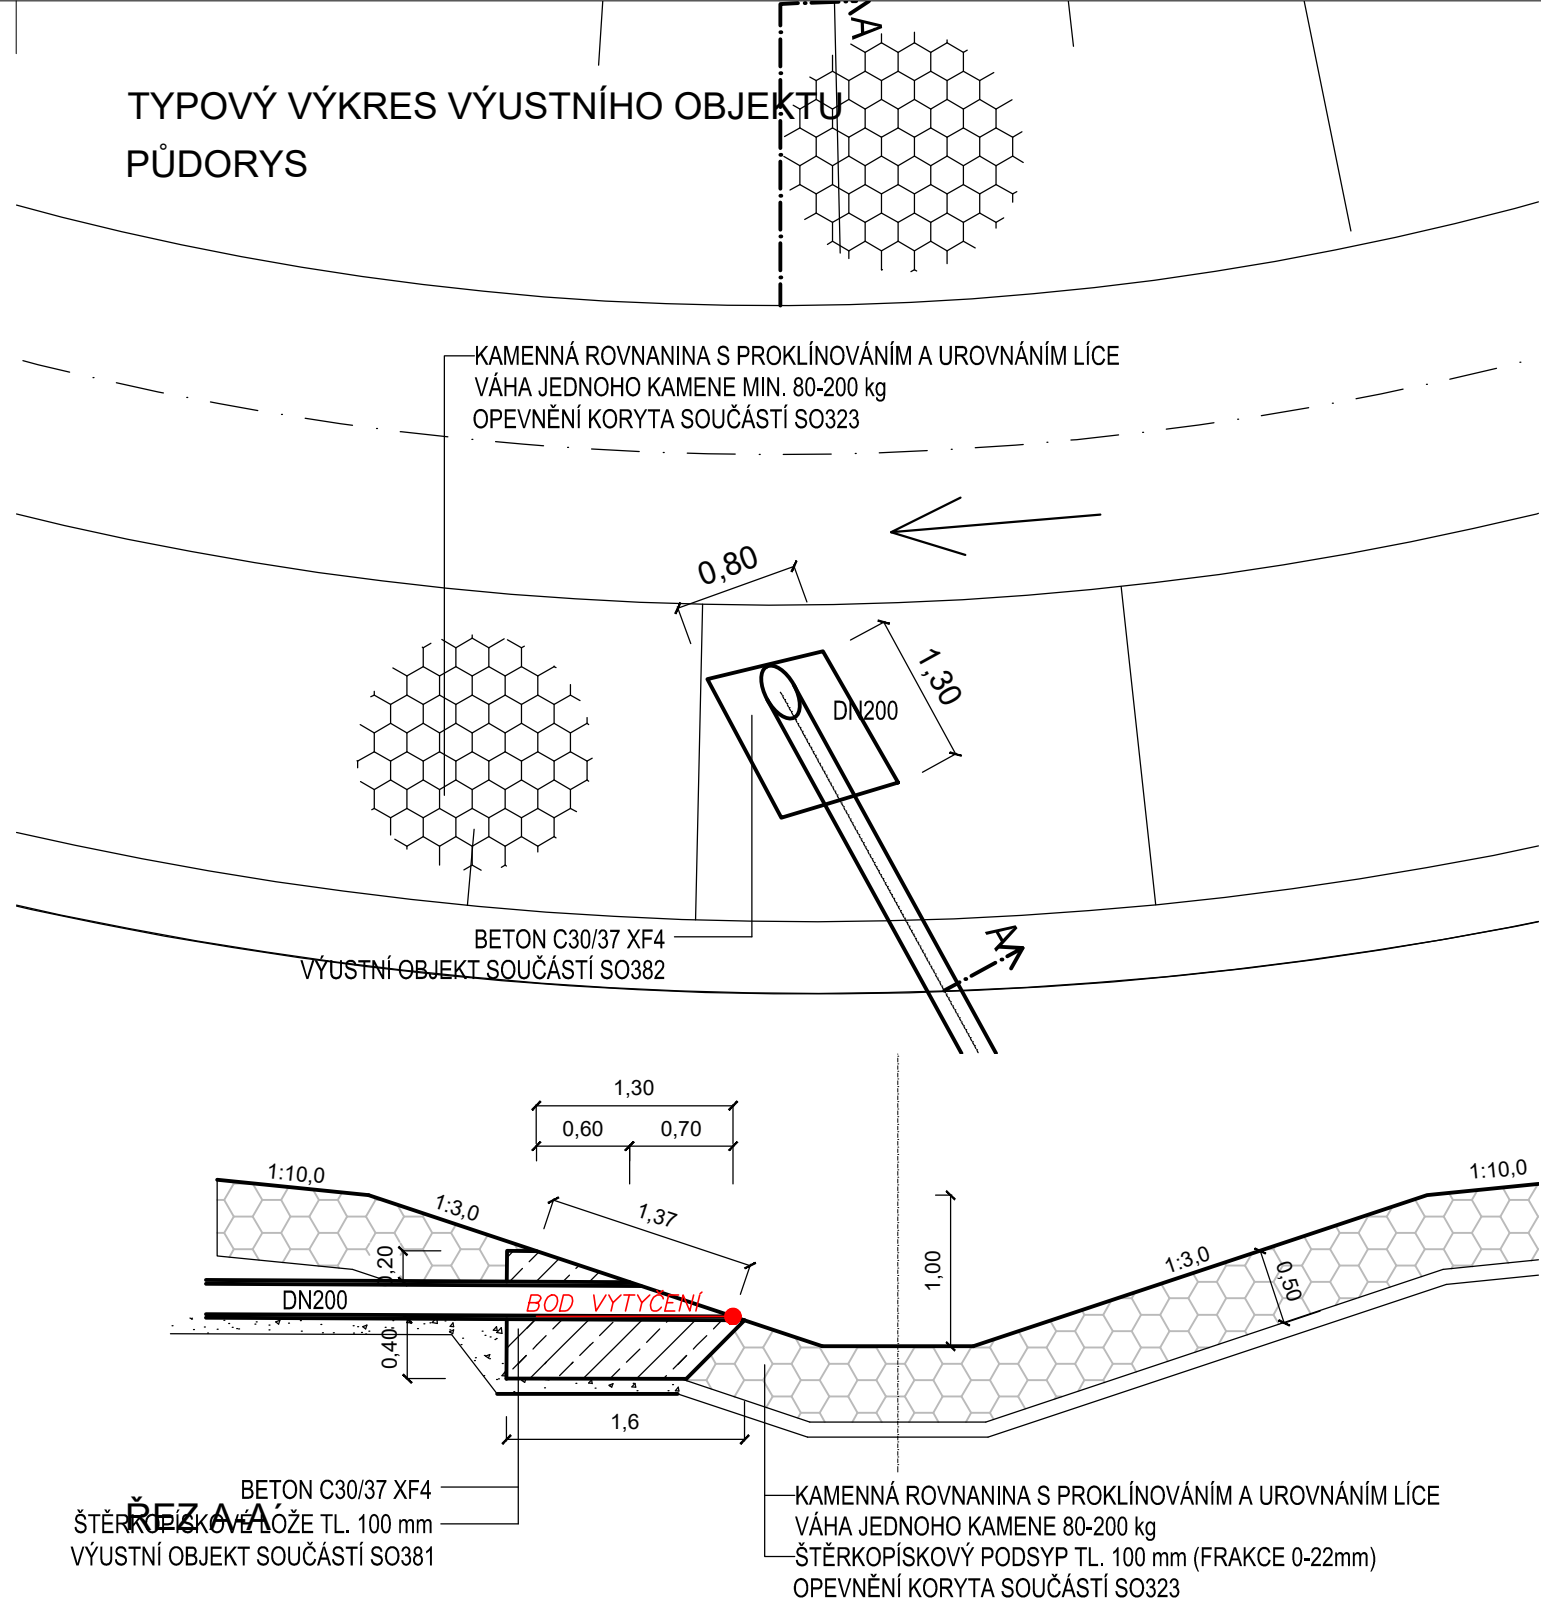 A
TYPOVÝ VÝKRES VÝUSTNÍHO OBJEKTU
PŮDORYS
KAMENNÁ ROVNANINA S PROKLÍNOVÁNÍM A UROVNÁNÍM LÍCE
VÁHA JEDNOHO KAMENE MIN. 80-200 kg
OPEVNĚNÍ KORYTA SOUČÁSTÍ SO323
0,80
1,30
DN200
BETON C30/37 XF4
VÝUSTNÍ OBJEKT SOUČÁSTÍ SO382
A'
1,30
0,60
0,70
1:10,0
1:3,0
1,37
1:10,0
1:3,0
0,20
1,00
0,50
DN200
BOD VYTYČENÍ
0,40
1,6
BETON C30/37 XF4
ŘEZ A-A´
ŠTĚRKOPÍSKOVÉ LOŽE TL. 100 mm
VÝUSTNÍ OBJEKT SOUČÁSTÍ SO381
KAMENNÁ ROVNANINA S PROKLÍNOVÁNÍM A UROVNÁNÍM LÍCE
VÁHA JEDNOHO KAMENE 80-200 kg
ŠTĚRKOPÍSKOVÝ PODSYP TL. 100 mm (FRAKCE 0-22mm)
OPEVNĚNÍ KORYTA SOUČÁSTÍ SO323